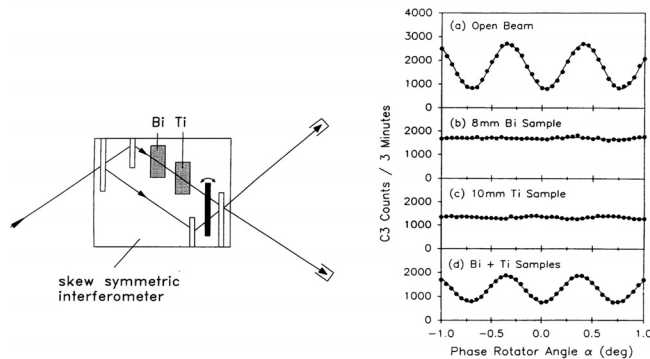 Bi Ti
skew symmetric
interferometer
C3 Counts / 3 Minutes
4000
(a) Open Beam
3000
2000
1000
0
(b) 8mm Bi Sample
2000
1000
0
(c) 10mm Ti Sample
2000
1000
0
(d) Bi + Ti Samples
2000
1000
0
-1.0 -0.5 0.0 0.5 1.0
Phase Rotator Angle α (deg)